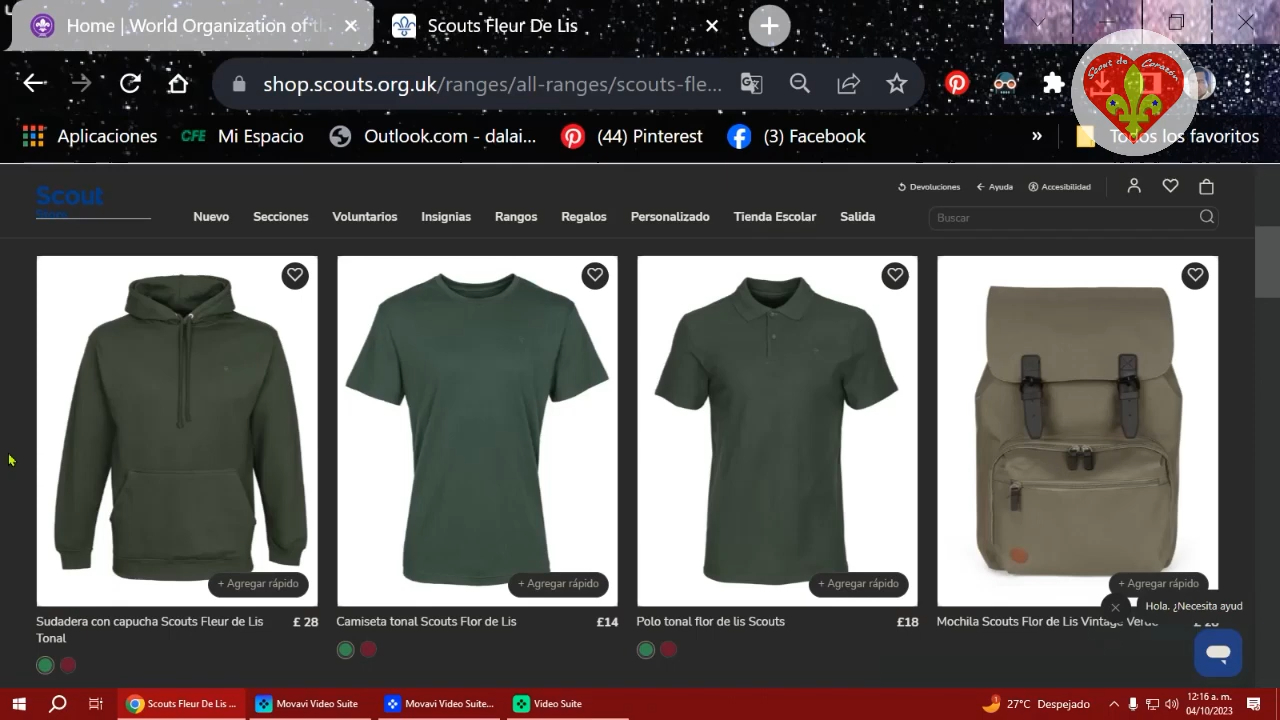 Home | World Organization of t
Scouts Fleur De Lis
shop.scouts.org.uk/ranges/all-ranges/scouts-fle...
Scout de Corazón
Aplicaciones
CFE Mi Espacio
Outlook.com - dalai...
(44) Pinterest
(3) Facebook
»
Todos los favoritos
Scout
Devoluciones
Ayuda
Accesibilidad
Nuevo
Secciones
Voluntarios
Insignias
Rangos
Regalos
Personalizado
Tienda Escolar
Salida
Buscar
+ Agregar rápido
+ Agregar rápido
+ Agregar rápido
+ Agregar rápido
Sudadera con capucha Scouts Fleur de Lis
Tonal
£ 28
Camiseta tonal Scouts Flor de Lis
£14
Polo tonal flor de lis Scouts
£18
Mochila Scouts Flor de Lis Vintage Verde
Hola. ¿Necesita ayud
Scouts Fleur De Lis ...
Movavi Video Suite
Movavi Video Suite...
Video Suite
27°C Despejado
12:16 a. m.
04/10/2023